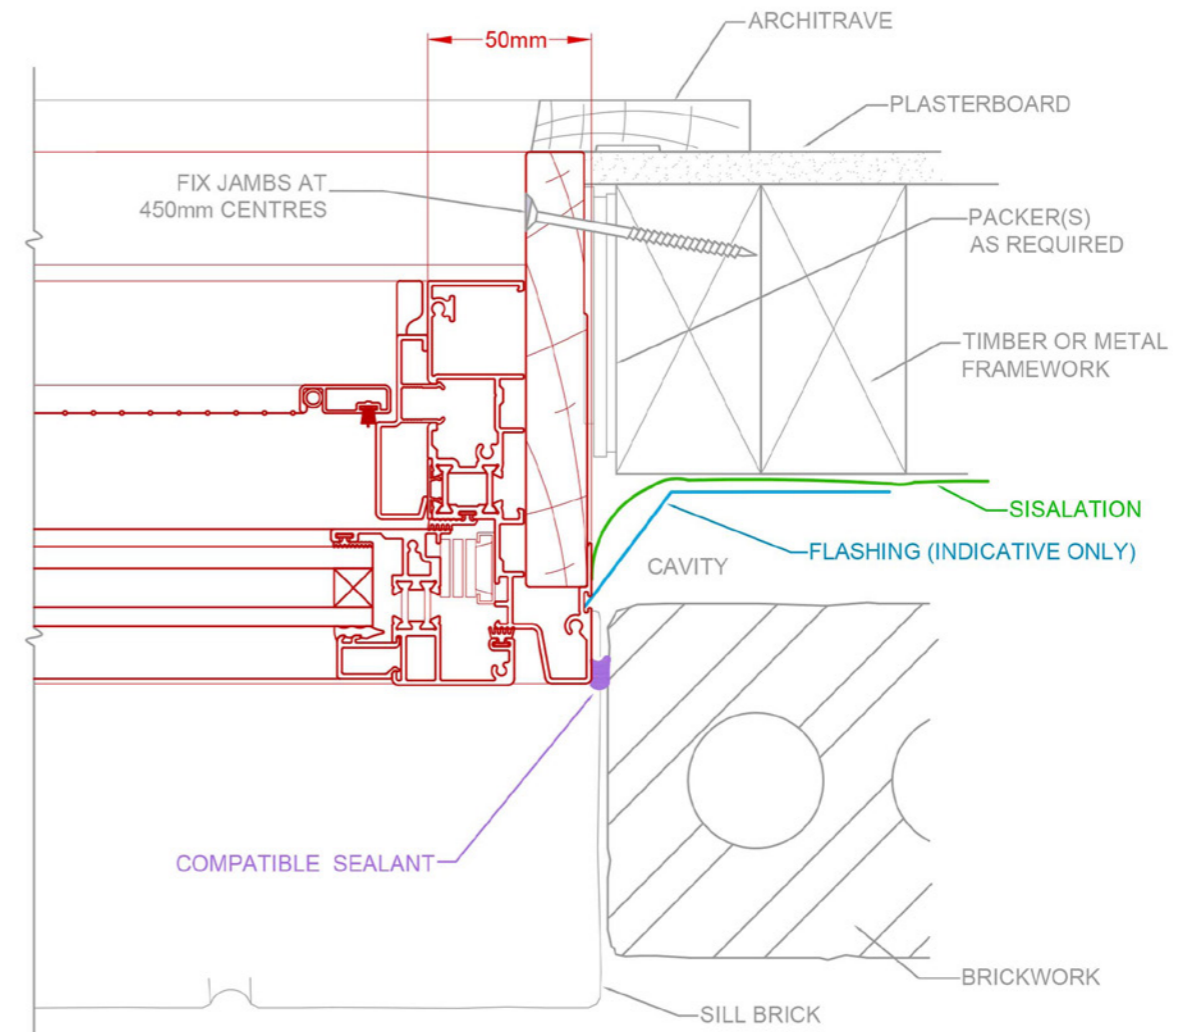 ARCHITRAVE
50mm
PLASTERBOARD
FIX JAMBS AT
450mm CENTRES
PACKER(S)
AS REQUIRED
TIMBER OR METAL
FRAMEWORK
SISALATION
FLASHING (INDICATIVE ONLY)
CAVITY
COMPATIBLE SEALANT
BRICKWORK
SILL BRICK